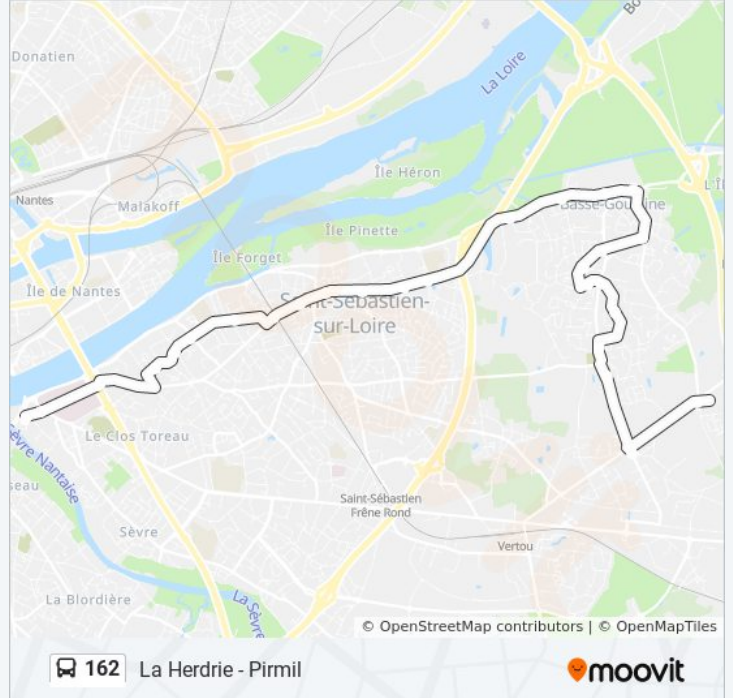 Bo
Donatien
La Loire
Île Héron
L'Î
Nantes
Malakoff
Basse-Goulaine
Île Pinette
Île Forget
Île de Nantes
Saint-Sébastien-
sur-Loire
Le Clos Toreau
Sèvre Nantaise
seau
Saint-Sébastien
Frêne Rond
Sèvre
Vertou
La Blordière
La Sèvre
© OpenStreetMap contributors | © OpenMapTiles
162 La Herdrie - Pirmil
moovit